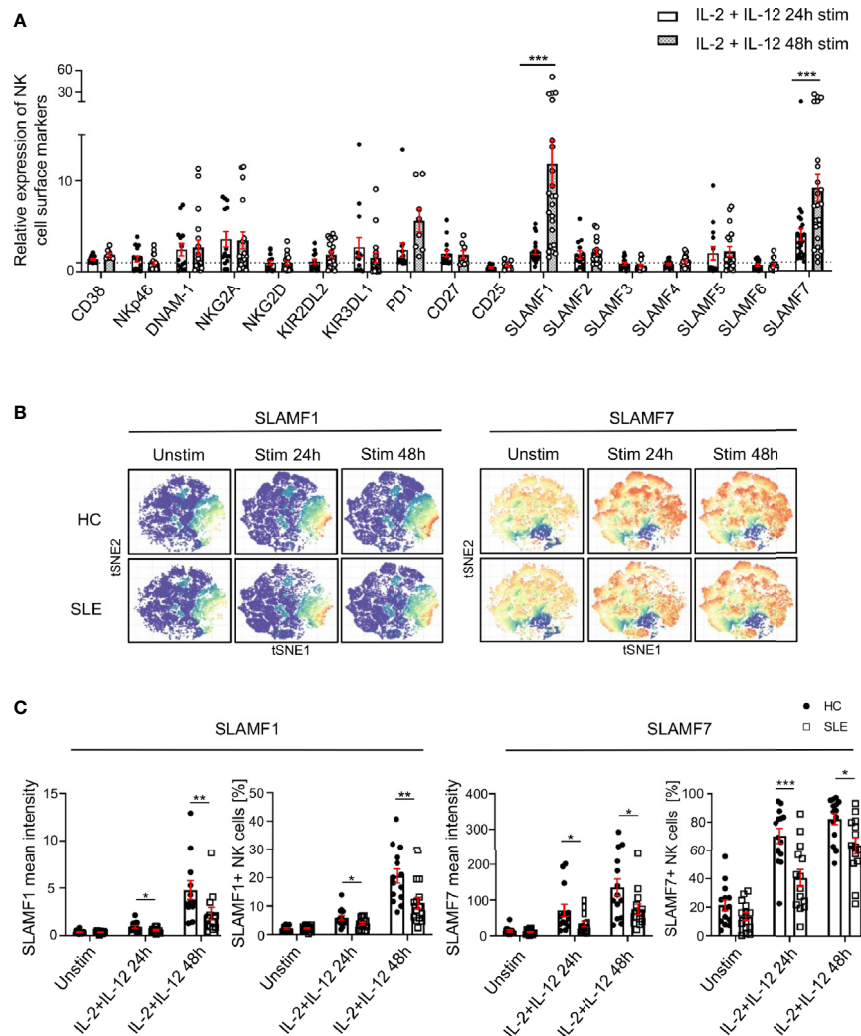 A
IL-2 + IL-12 24h stim
IL-2 + IL-12 48h stim
Relative expression of NK
cell surface markers
60
30
10
0
***
***
CD38
NKp46
DNAM-1
NKG2A
NKG2D
KIR2DL2
KIR3DL1
PD1
CD27
CD25
SLAMF1
SLAMF2
SLAMF3
SLAMF4
SLAMF5
SLAMF6
SLAMF7
B
SLAMF1
SLAMF7
Unstim
Stim 24h
Stim 48h
Unstim
Stim 24h
Stim 48h
HC
SLE
tSNE2
tSNE1
tSNE2
tSNE1
C
HC
SLE
SLAMF1
SLAMF7
SLAMF1 mean intensity
15
10
5
0
*
**
Unstim
IL-2+IL-12 24h
IL-2+IL-12 48h
SLAMF1+ NK cells [%]
50
40
30
20
10
0
*
**
Unstim
IL-2+IL-12 24h
IL-2+IL-12 48h
SLAMF7 mean intensity
400
300
200
100
0
*
*
Unstim
IL-2+IL-12 24h
IL-2+IL-12 48h
SLAMF7+ NK cells [%]
100
80
60
40
20
0
***
*
Unstim
IL-2+IL-12 24h
IL-2+IL-12 48h